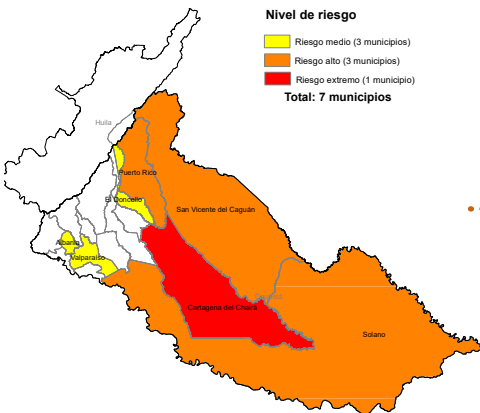 Nivel de riesgo
Riesgo medio (3 municipios)
Riesgo alto (3 municipios)
Riesgo extremo (1 municipio)
Total: 7 municipios
Huila
Puerto Rico
El Doncello
San Vicente del Caguán
Albania
Valparaíso
Cartagena del Chairá
Solano